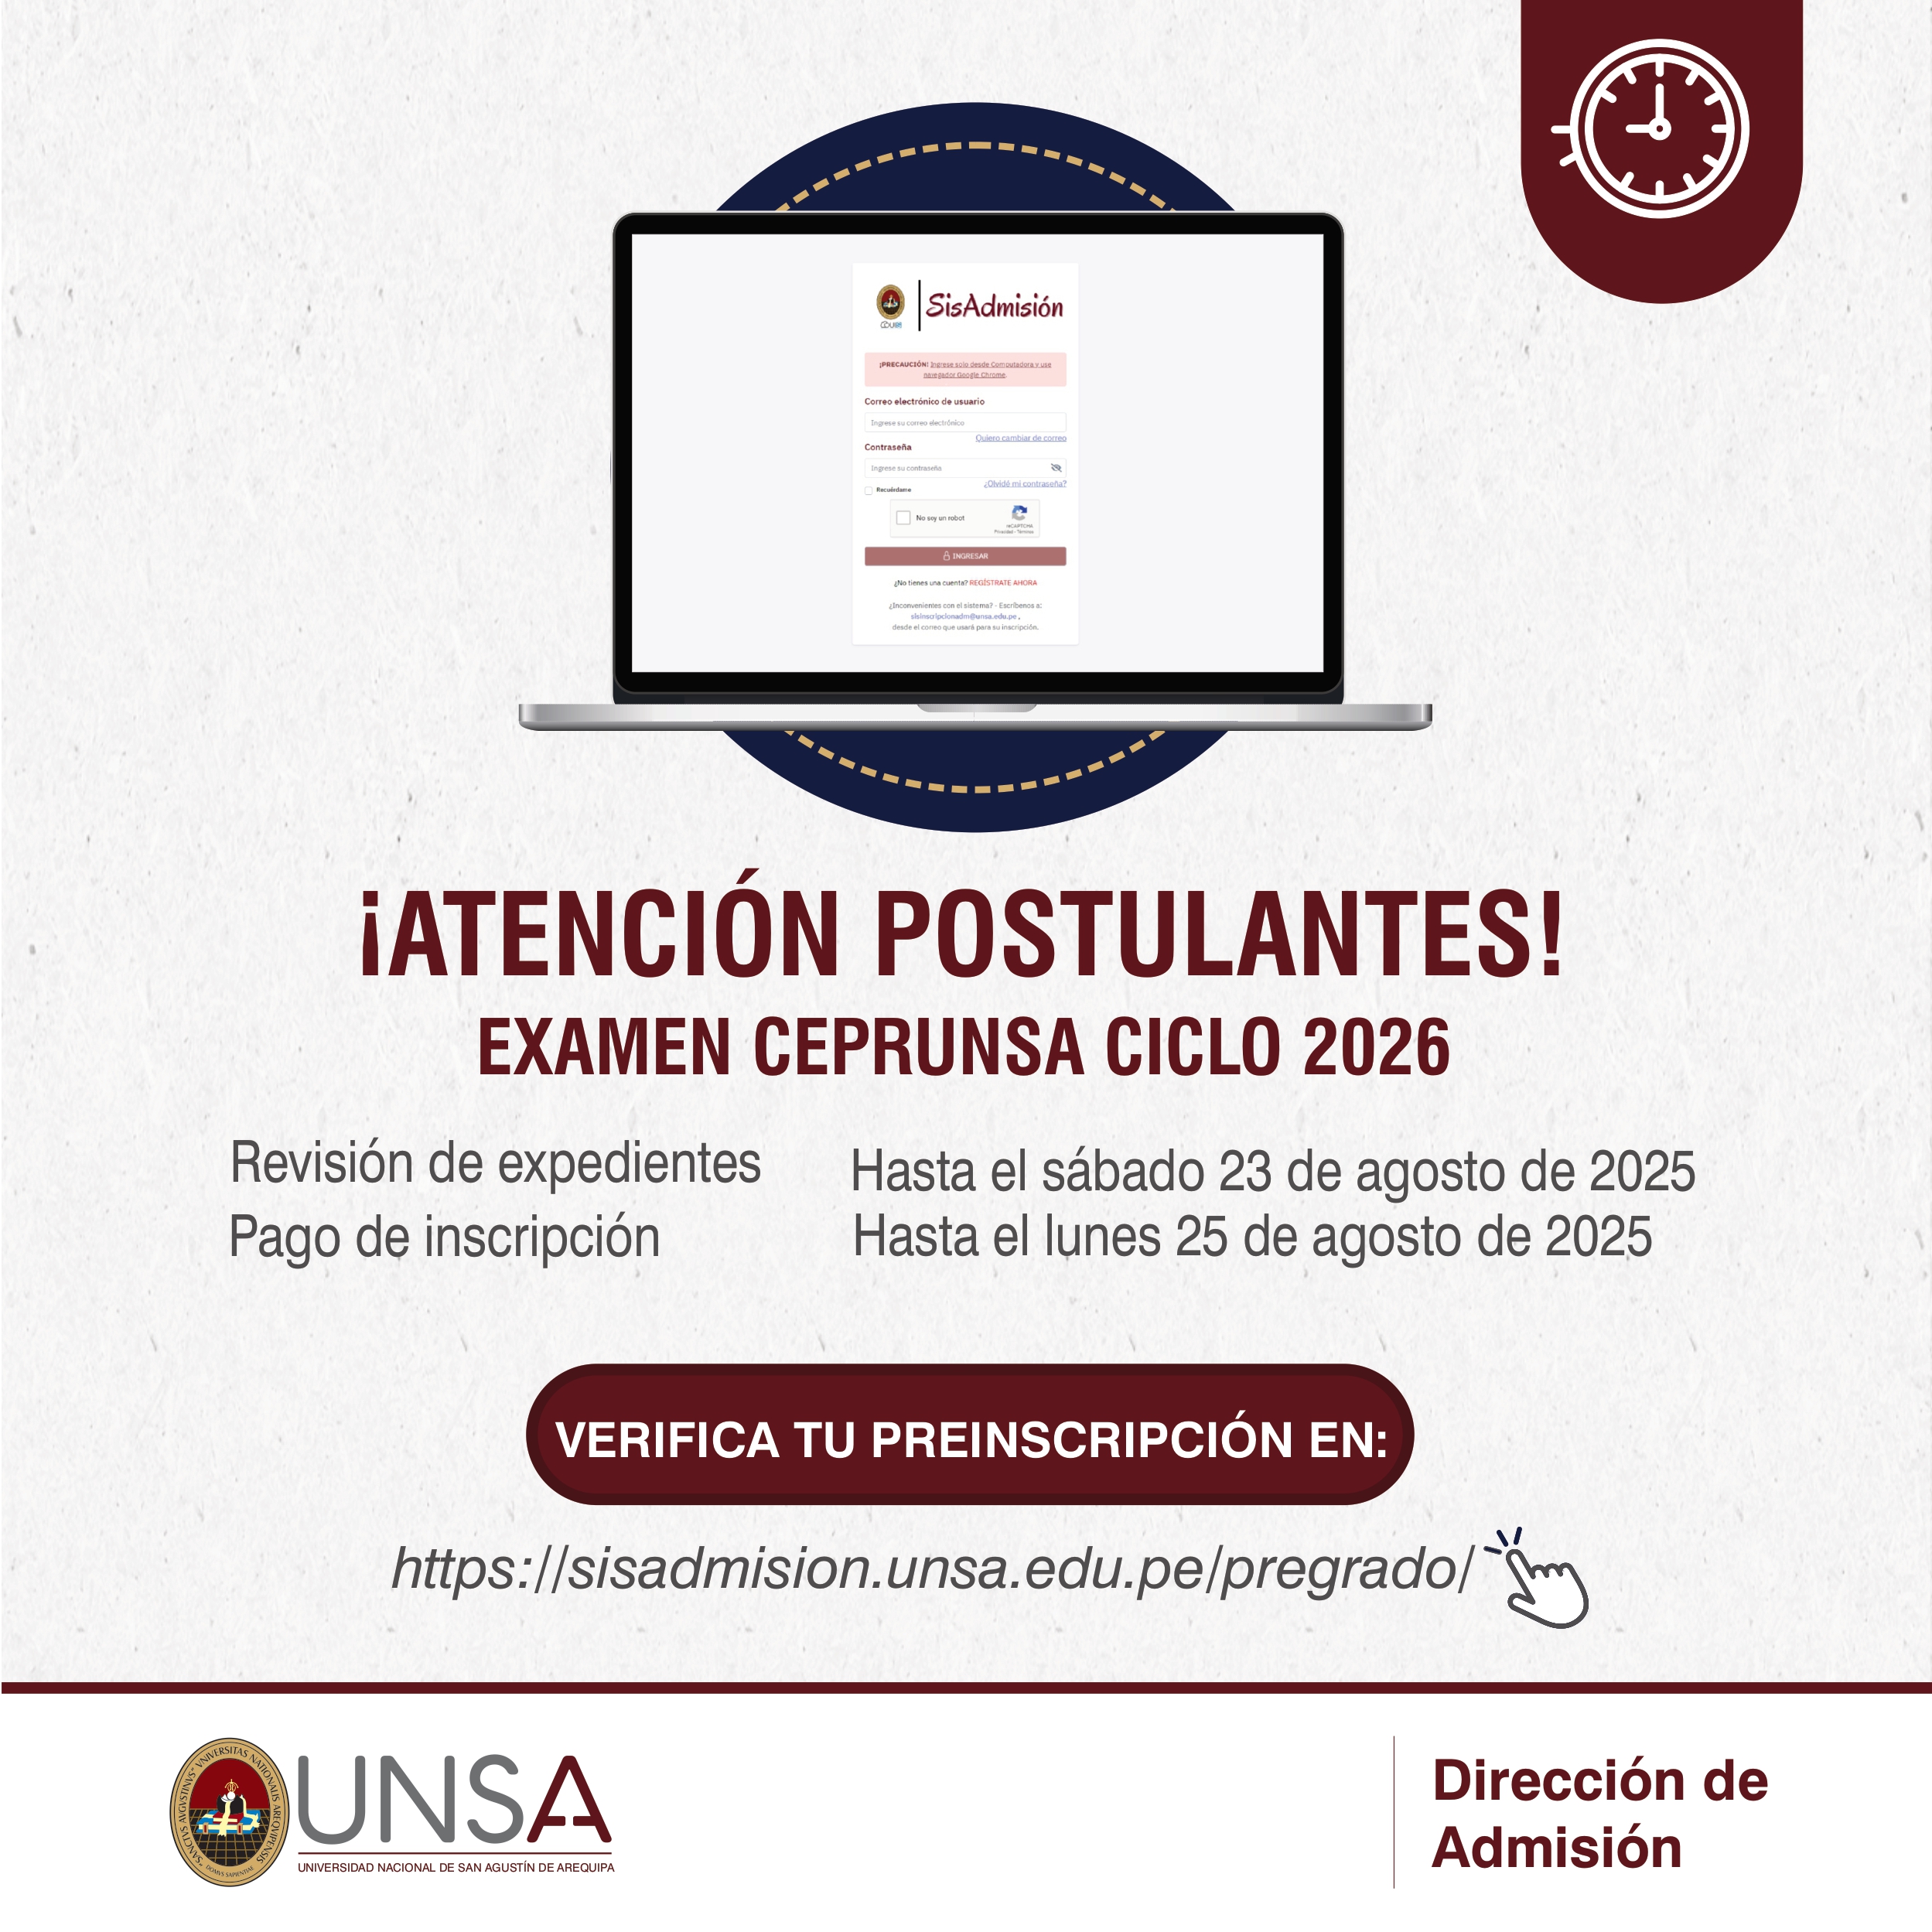 SisAdmisión
¡PRECAUCIÓN: Ingrese solo desde Computadora y use
navegador Google Chrome.
Correo electrónico de usuario
Ingrese su correo electrónico
Quiero cambiar de correo
Contraseña
Ingrese su contraseña
¿Olvidé mi contraseña?
Recuérdame
No soy un robot
reCAPTCHA
Privacidad - Términos
INGRESAR
¿No tienes una cuenta? REGÍSTRATE AHORA
¿Inconvenientes con el sistema? - Escríbenos a:
sisinscripcionadm@unsa.edu.pe ,
desde el correo que usará para su inscripción.
¡ATENCIÓN POSTULANTES!
EXAMEN CEPRUNSA CICLO 2026
Revisión de expedientes Hasta el sábado 23 de agosto de 2025
Pago de inscripción Hasta el lunes 25 de agosto de 2025
VERIFICA TU PREINSCRIPCIÓN EN:
https://sisadmision.unsa.edu.pe/pregrado/
UNSA
UNIVERSIDAD NACIONAL DE SAN AGUSTÍN DE AREQUIPA
Dirección de
Admisión